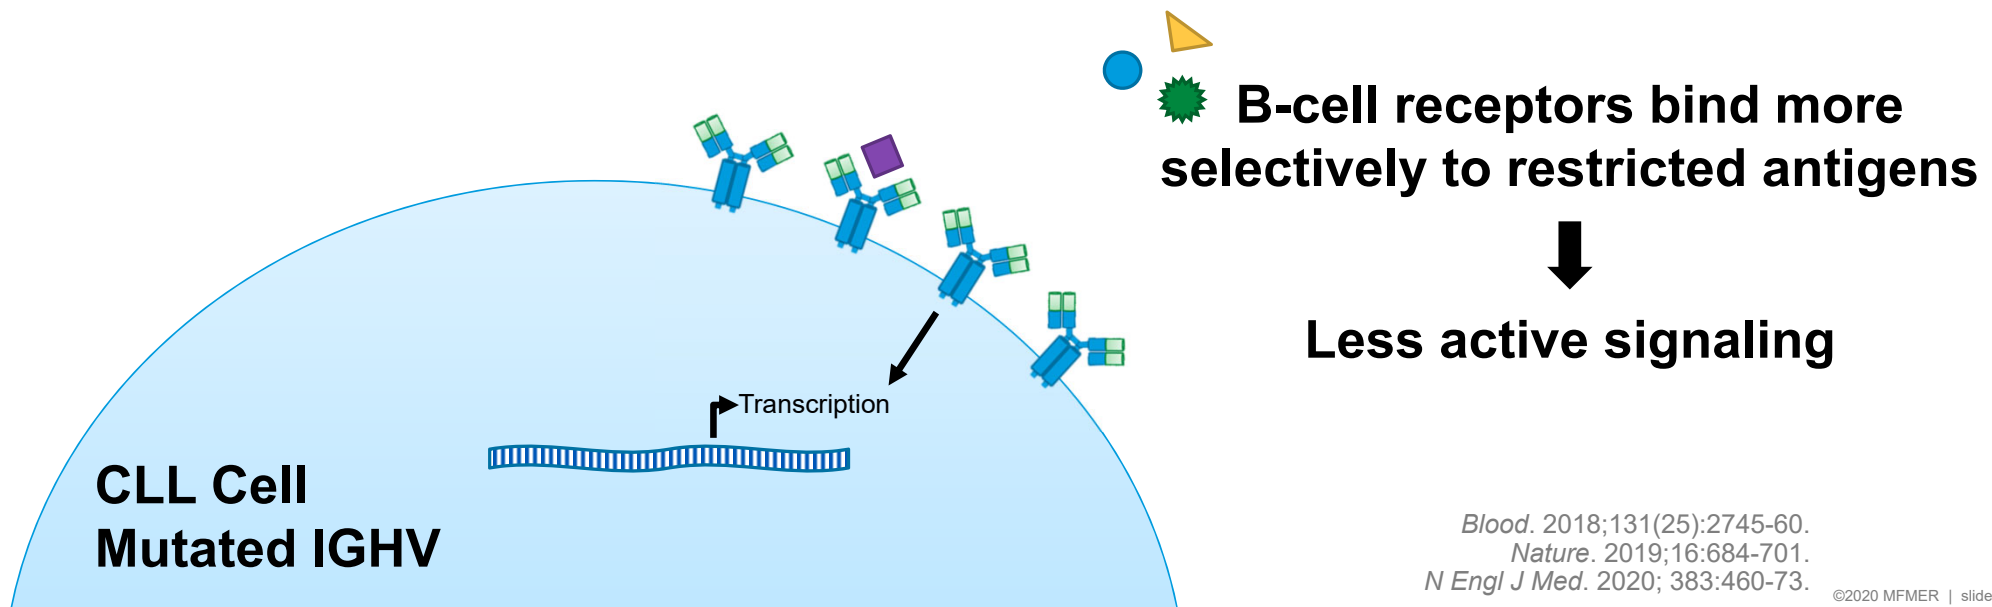 B-cell receptors bind more
selectively to restricted antigens
Less active signaling
Transcription
CLL Cell
Mutated IGHV
Blood. 2018;131(25):2745-60.
Nature. 2019;16:684-701.
N Engl J Med. 2020; 383:460-73.
©2020 MFMER | slide